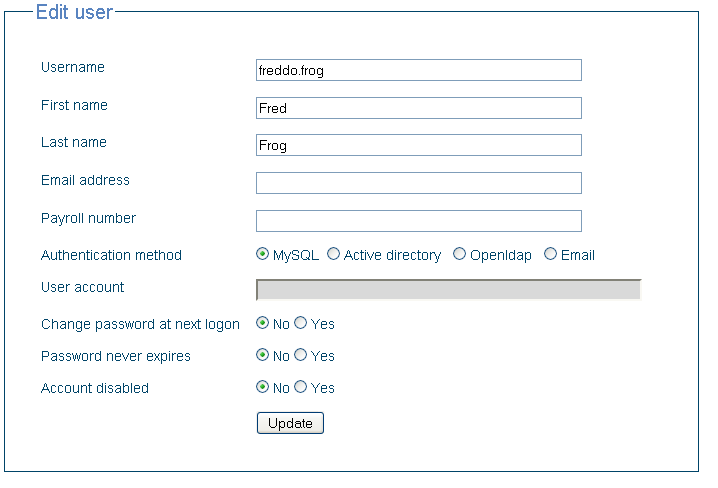 Edit user
Username freddo.frog
First name Fred
Last name Frog
Email address
Payroll number
Authentication method MySQL Active directory Openldap Email
User account
Change password at next logon No Yes
Password never expires No Yes
Account disabled No Yes
Update